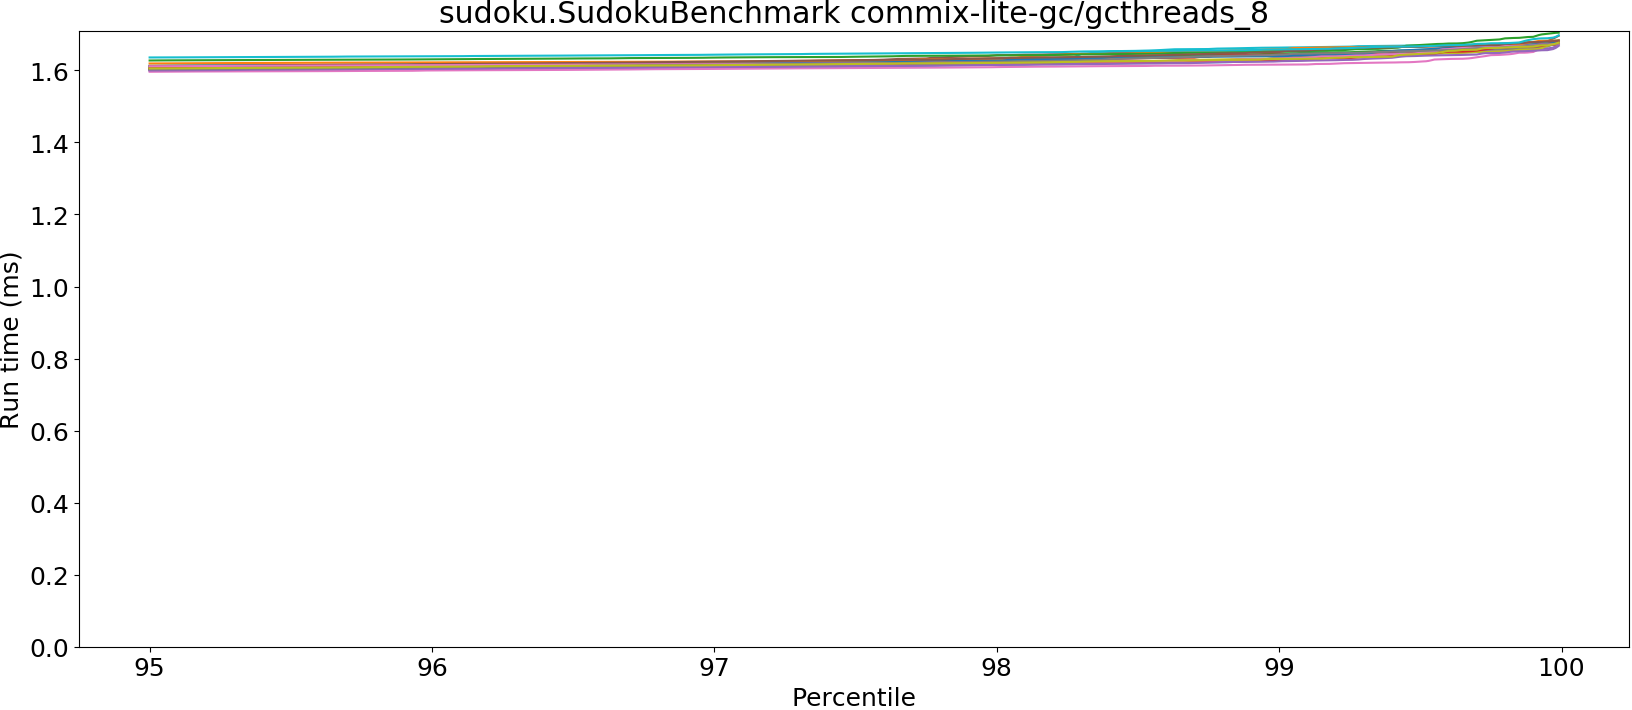 sudoku.SudokuBenchmark commix-lite-gc/gcthreads_8
Run time (ms)
1.6
1.4
1.2
1.0
0.8
0.6
0.4
0.2
0.0
95 96 97 98 99 100
Percentile